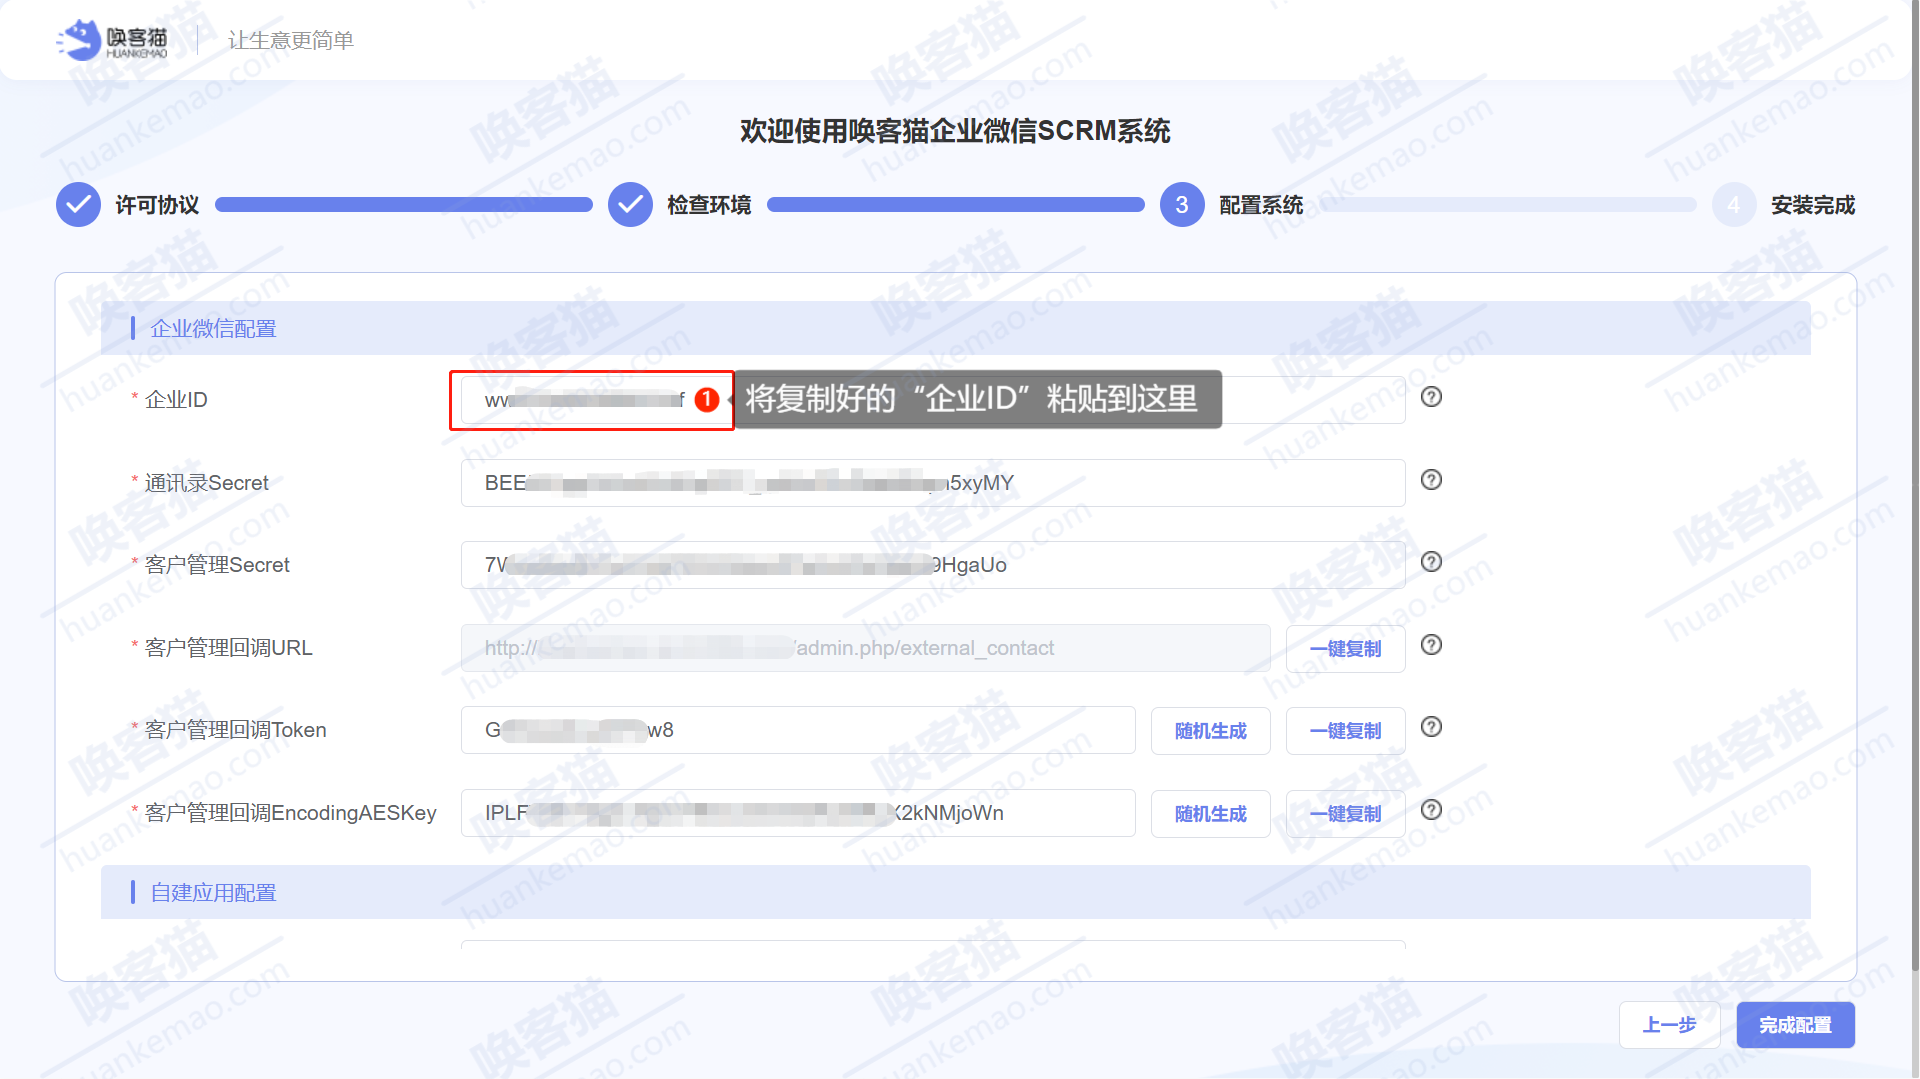 唤客猫
HUANKEMAO
让生意更简单
欢迎使用唤客猫企业微信SCRM系统
许可协议
检查环境
3 配置系统
4 安装完成
企业微信配置
* 企业ID
ww f 1 将复制好的“企业ID”粘贴到这里
* 通讯录Secret
BEE 5xyMY
* 客户管理Secret
7W 9HgaUo
* 客户管理回调URL
http:// /admin.php/external_contact 一键复制
* 客户管理回调Token
G w8 随机生成 一键复制
* 客户管理回调EncodingAESKey
IPLF 2kNMjoWn 随机生成 一键复制
自建应用配置
上一步 完成配置
唤客猫
huankemao.com